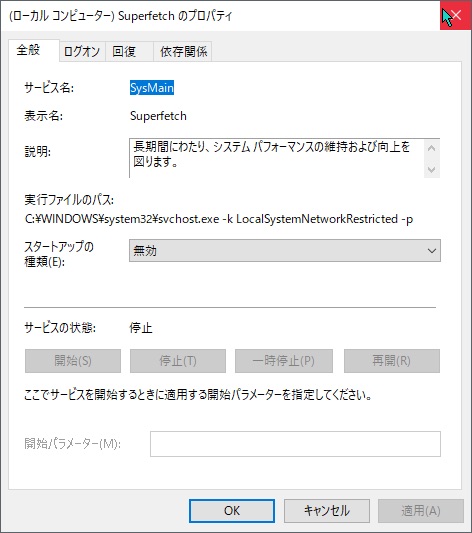 (ローカル コンピューター) Superfetch のプロパティ
全般 ログオン 回復 依存関係
サービス名: SysMain
表示名: Superfetch
説明: 長期間にわたり、システム パフォーマンスの維持および向上を
図ります。
実行ファイルのパス:
C:¥WINDOWS¥system32¥svchost.exe -k LocalSystemNetworkRestricted -p
スタートアップの
種類(E): 無効
サービスの状態: 停止
開始(S) 停止(T) 一時停止(P) 再開(R)
ここでサービスを開始するときに適用する開始パラメーターを指定してください。
開始パラメーター(M):
OK キャンセル 適用(A)